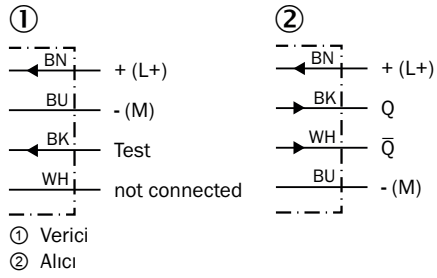 ①
BN + (L+)
BU - (M)
BK Test
WH not connected
②
BN + (L+)
BK Q
WH Q̅
BU - (M)
① Verici
② Alıcı